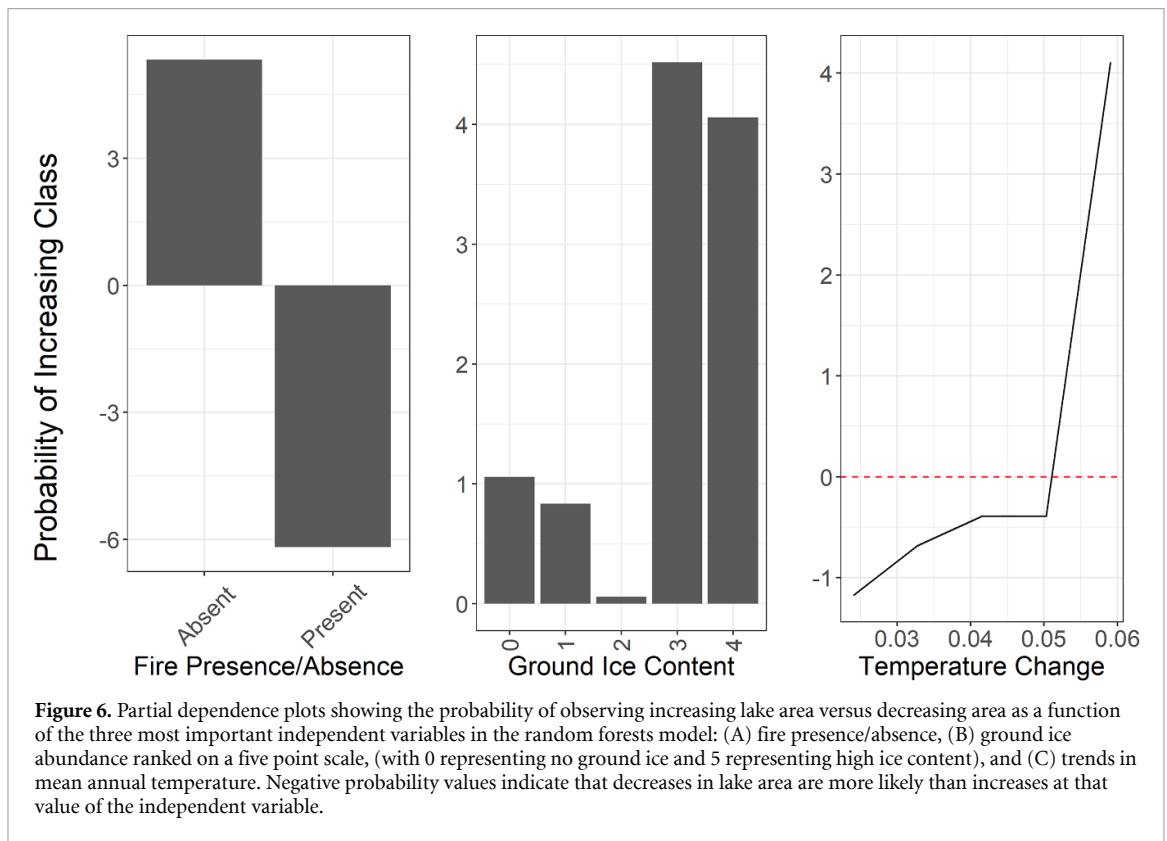 Probability of Increasing Class
3
0
-3
-6
Absent
Present
Fire Presence/Absence
4
3
2
1
0
0
1
2
3
4
Ground Ice Content
4
3
2
1
0
-1
0.03 0.04 0.05 0.06
Temperature Change
Figure 6. Partial dependence plots showing the probability of observing increasing lake area versus decreasing area as a function
of the three most important independent variables in the random forests model: (A) fire presence/absence, (B) ground ice
abundance ranked on a five point scale, (with 0 representing no ground ice and 5 representing high ice content), and (C) trends in
mean annual temperature. Negative probability values indicate that decreases in lake area are more likely than increases at that
value of the independent variable.